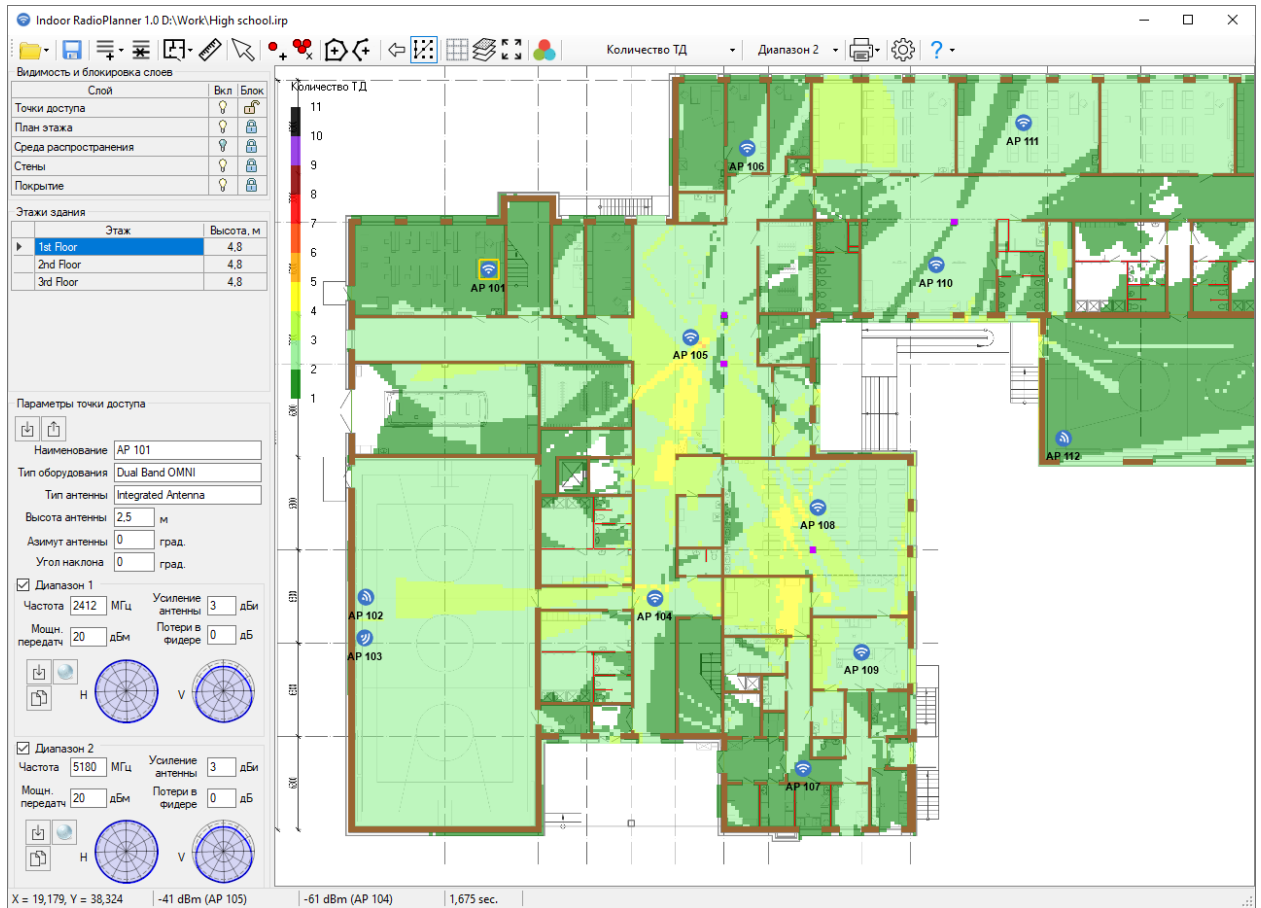 Indoor RadioPlanner 1.0 D:\Work\High school.irp
Количество ТД
Диапазон 2
?
Видимость и блокировка слоев
Слой Вкл Блок
Точки доступа
План этажа
Среда распространения
Стены
Покрытие
Этажи здания
Этаж Высота, м
1st Floor 4,8
2nd Floor 4,8
3rd Floor 4,8
Параметры точки доступа
Наименование AP 101
Тип оборудования Dual Band OMNI
Тип антенны Integrated Antenna
Высота антенны 2,5 м
Азимут антенны 0 град.
Угол наклона 0 град.
Диапазон 1
Частота 2412 МГц Усиление антенны 3 дБи
Мощн. передатч 20 дБм Потери в фидере 0 дБ
H V
Диапазон 2
Частота 5180 МГц Усиление антенны 3 дБи
Мощн. передатч 20 дБм Потери в фидере 0 дБ
H V
Количество ТД
11
10
9
8
7
6
5
4
3
2
1
AP 106
AP 111
AP 101
AP 110
AP 105
AP 112
AP 108
AP 102
AP 104
AP 103
AP 109
AP 107
6300
6300
6200
X = 19,179, Y = 38,324 -41 dBm (AP 105) -61 dBm (AP 104) 1,675 sec.